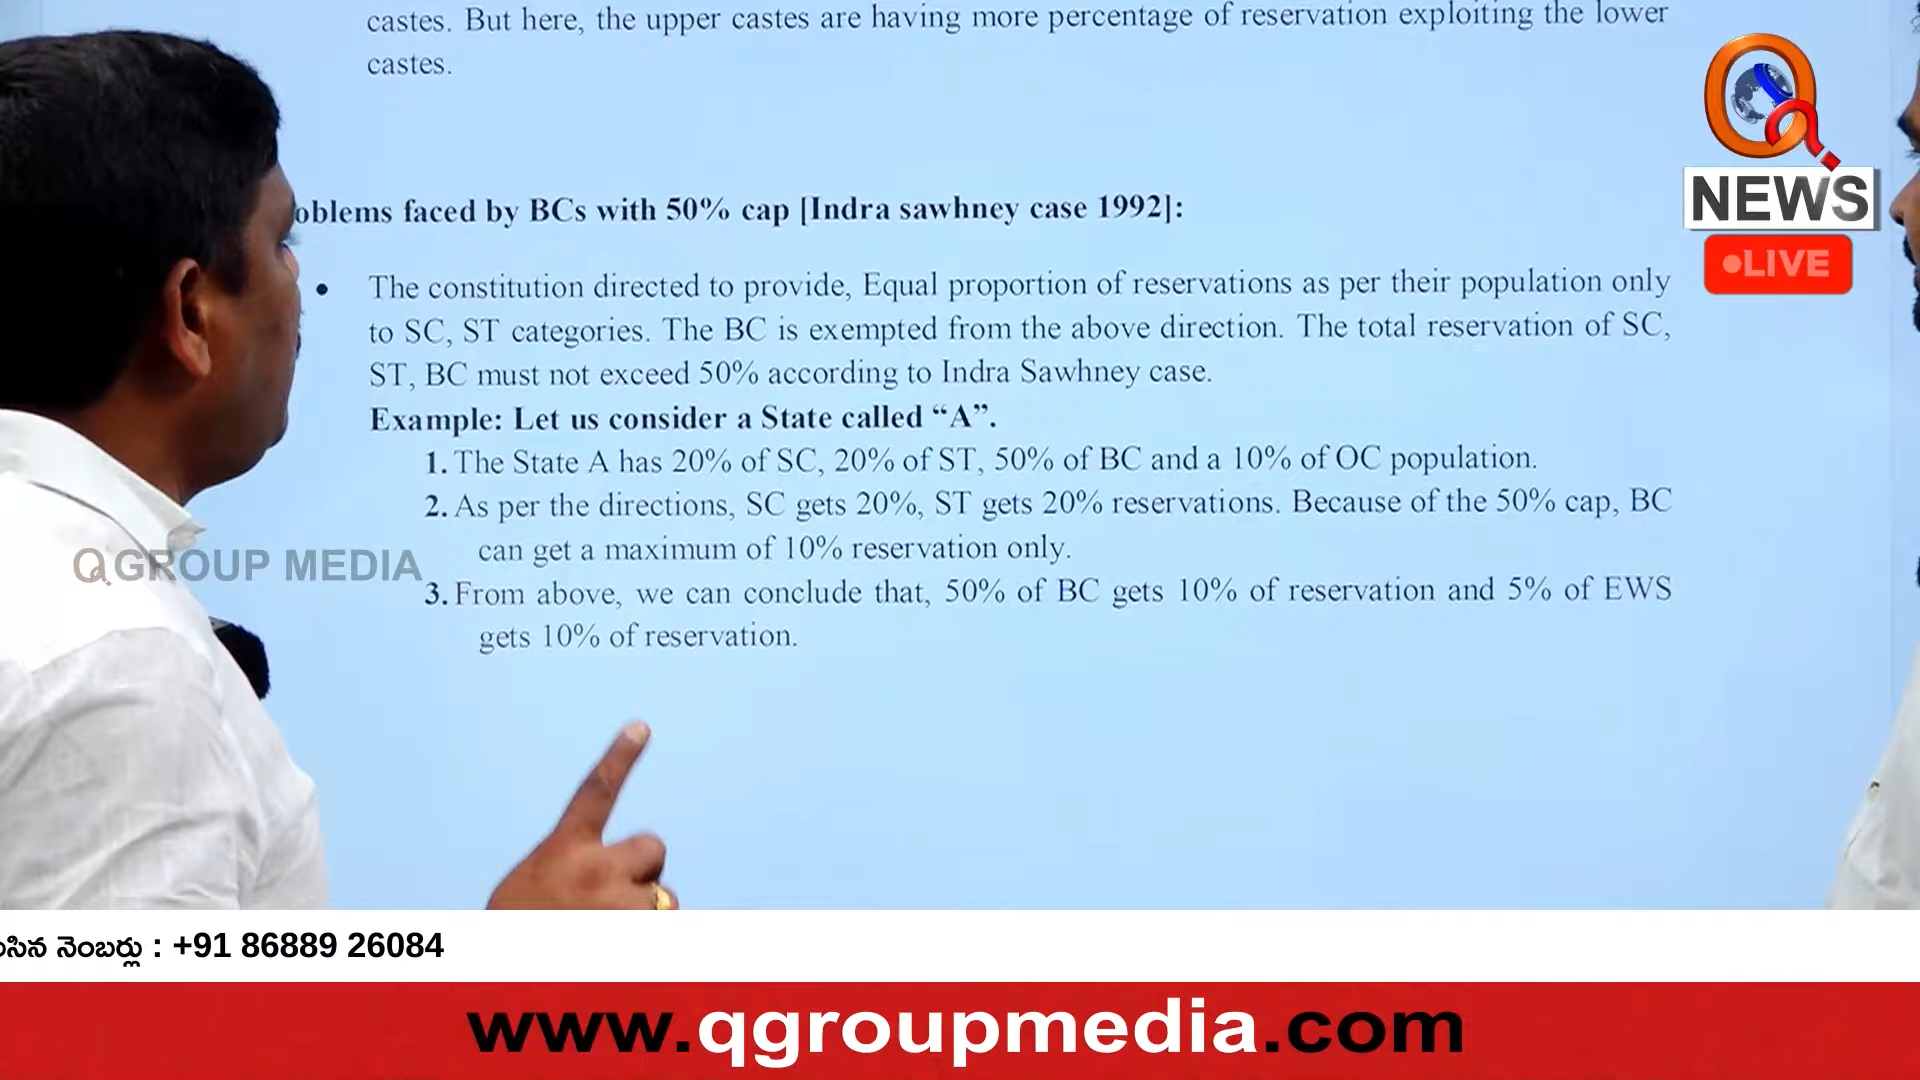 castes. But here, the upper castes are having more percentage of reservation exploiting the lower
castes.
NEWS
LIVE
oblems faced by BCs with 50% cap [Indra sawhney case 1992]:
• The constitution directed to provide, Equal proportion of reservations as per their population only
to SC, ST categories. The BC is exempted from the above direction. The total reservation of SC,
ST, BC must not exceed 50% according to Indra Sawhney case.
Example: Let us consider a State called “A”.
1. The State A has 20% of SC, 20% of ST, 50% of BC and a 10% of OC population.
2. As per the directions, SC gets 20%, ST gets 20% reservations. Because of the 50% cap, BC
can get a maximum of 10% reservation only.
Q GROUP MEDIA
3. From above, we can conclude that, 50% of BC gets 10% of reservation and 5% of EWS
gets 10% of reservation.
నెంబర్లు : +91 86889 26084
www.qgroupmedia.com